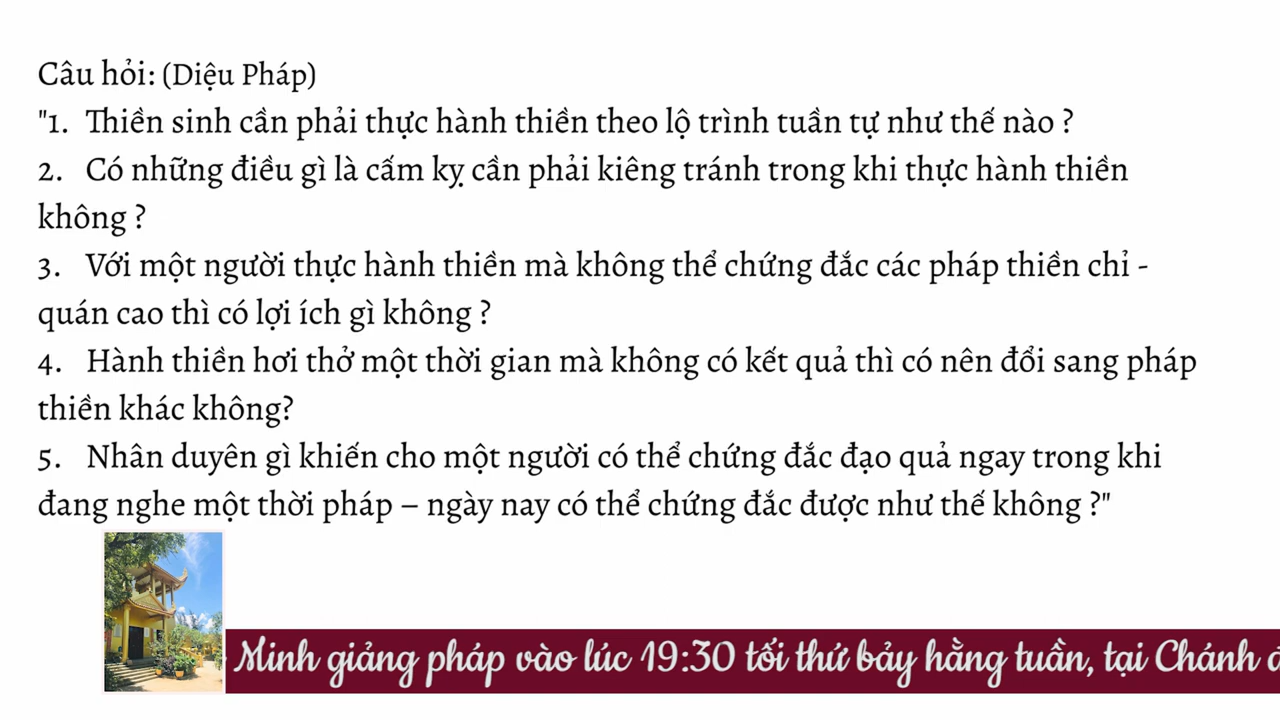 Câu hỏi: (Diệu Pháp)
"1. Thiền sinh cần phải thực hành thiền theo lộ trình tuần tự như thế nào ?
2. Có những điều gì là cấm kỵ cần phải kiêng tránh trong khi thực hành thiền
không ?
3. Với một người thực hành thiền mà không thể chứng đắc các pháp thiền chỉ -
quán cao thì có lợi ích gì không ?
4. Hành thiền hơi thở một thời gian mà không có kết quả thì có nên đổi sang pháp
thiền khác không?
5. Nhân duyên gì khiến cho một người có thể chứng đắc đạo quả ngay trong khi
đang nghe một thời pháp – ngày nay có thể chứng đắc được như thế không ?"
Minh giảng pháp vào lúc 19:30 tối thứ bảy hằng tuần, tại Chánh